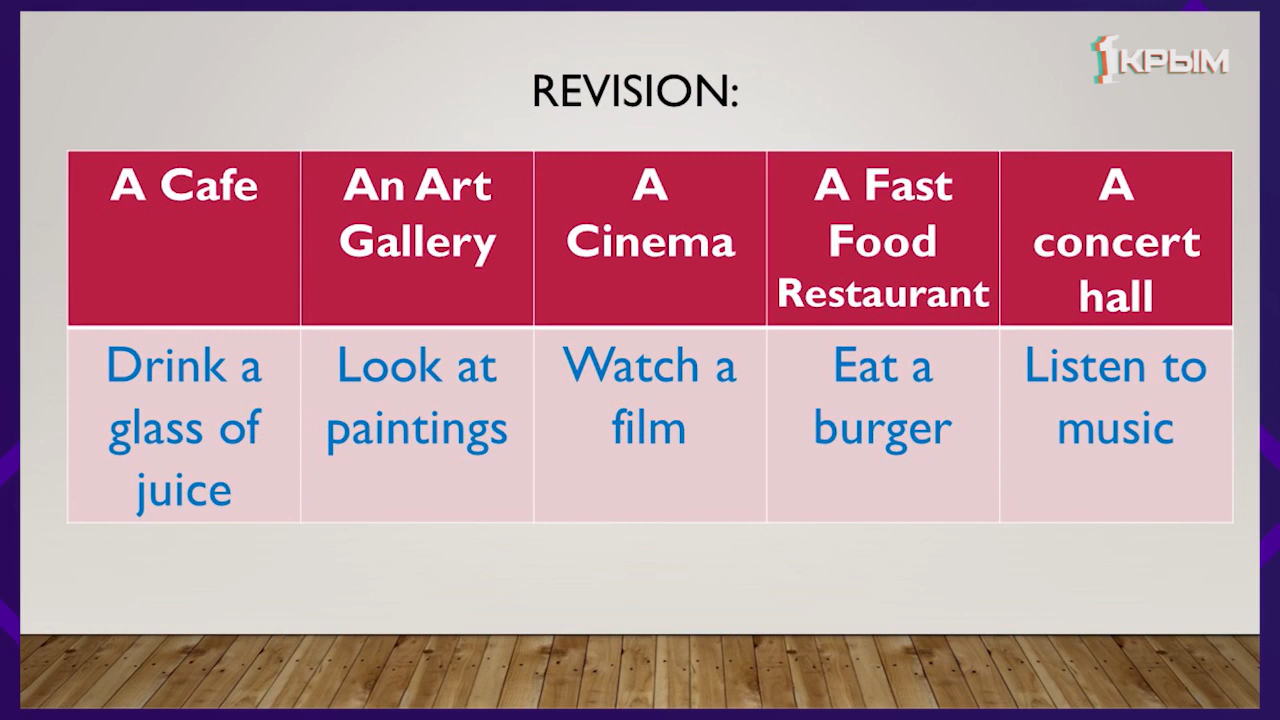 1КРЫМ
REVISION:
A Cafe
An Art
Gallery
A
Cinema
A Fast
Food
Restaurant
A
concert
hall
Drink a
glass of
juice
Look at
paintings
Watch a
film
Eat a
burger
Listen to
music